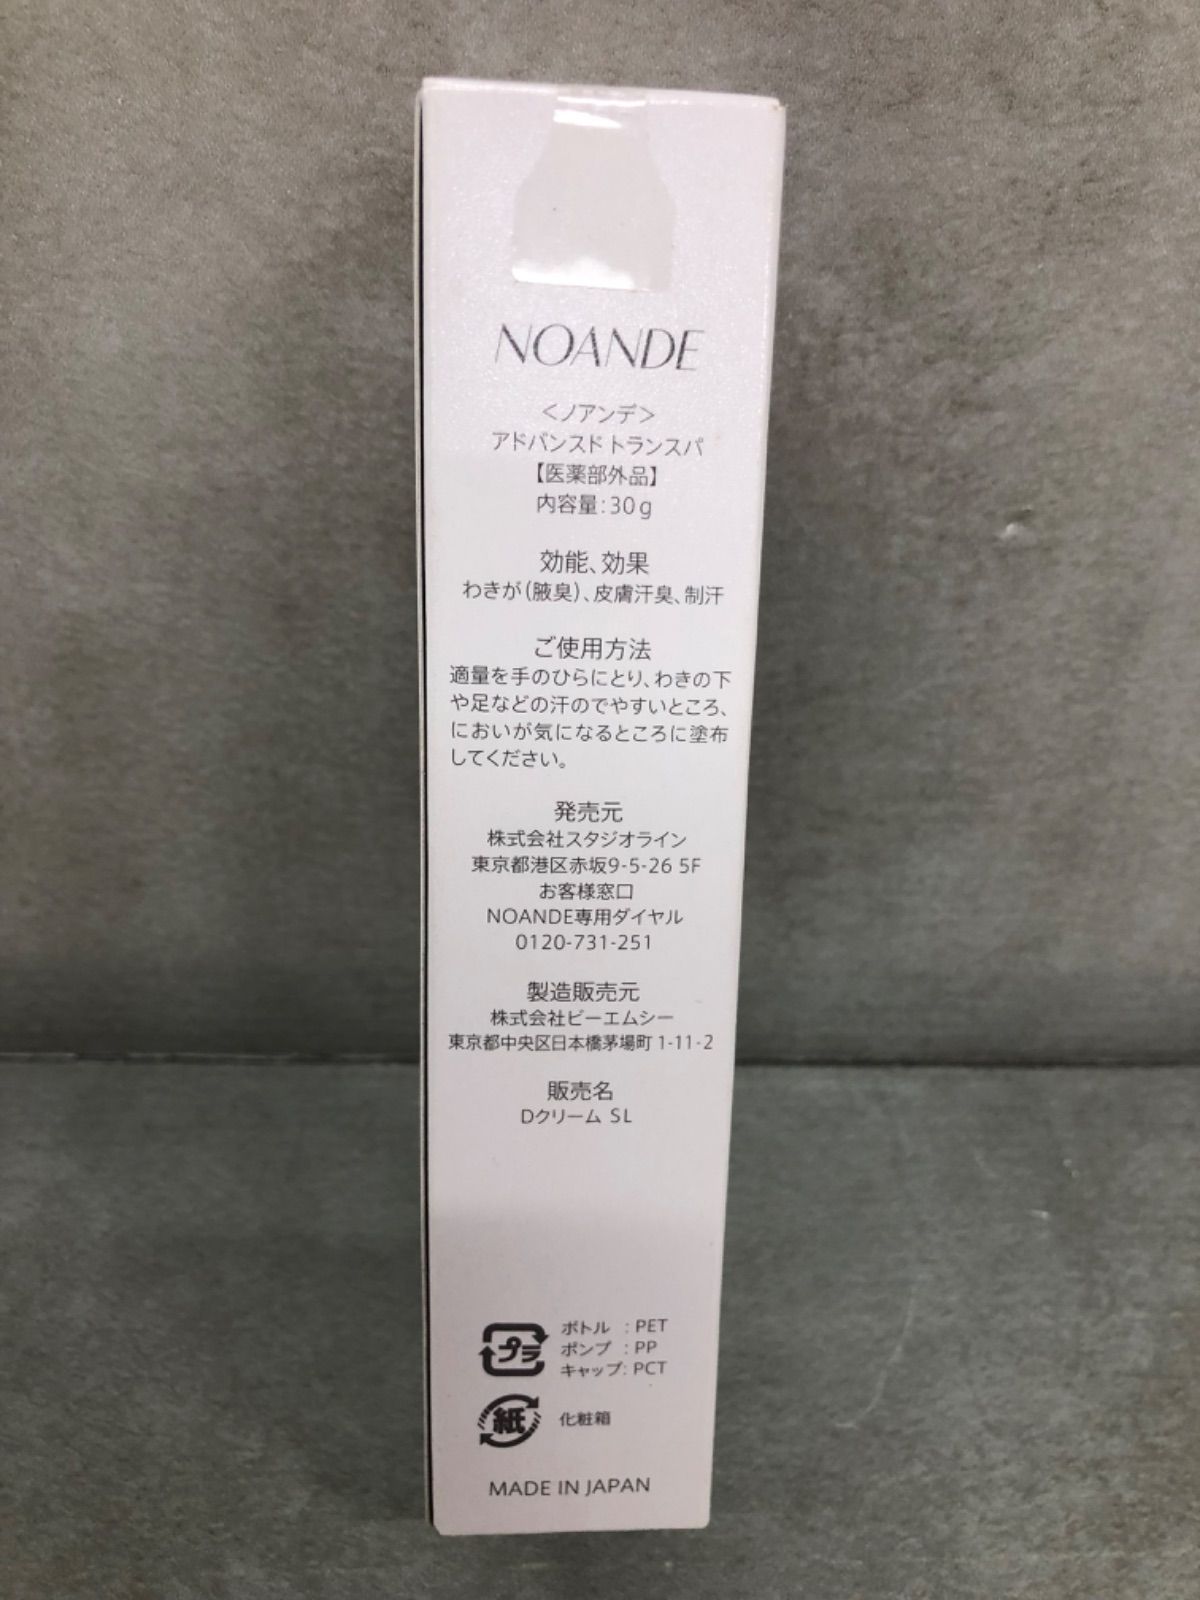 NOANDE
＜ノアンデ＞
アドバンスド トランスパ
【医薬部外品】
内容量:30g
効能、効果
わきが(腋臭)、皮膚汗臭、制汗
ご使用方法
適量を手のひらにとり、わきの下
や足などの汗のでやすいところ、
においが気になるところに塗布
してください。
発売元
株式会社スタジオライン
東京都港区赤坂9-5-26 5F
お客様窓口
NOANDE専用ダイヤル
0120-731-251
製造販売元
株式会社ビーエムシー
東京都中央区日本橋茅場町 1-11-2
販売名
Dクリーム SL
プラ
ボトル : PET
ポンプ : PP
キャップ: PCT
紙
化粧箱
MADE IN JAPAN